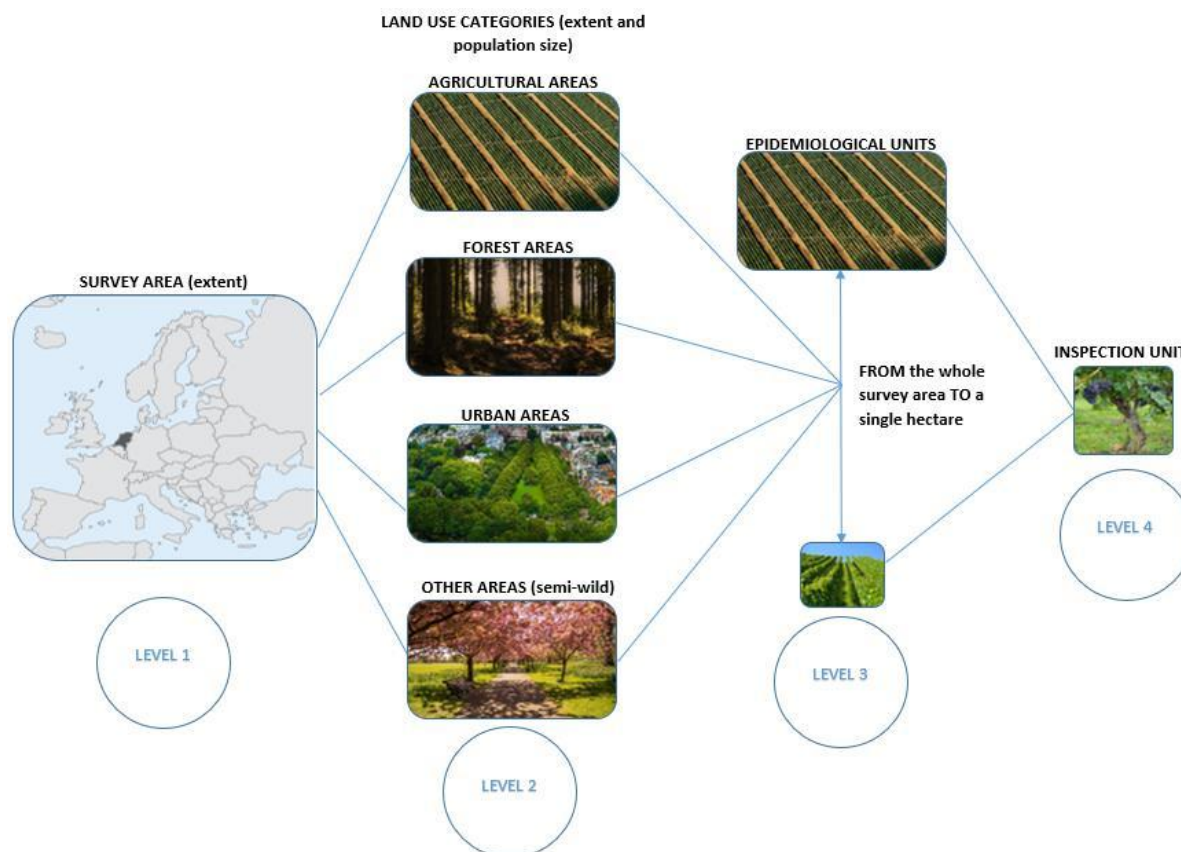 LAND USE CATEGORIES (extent and
population size)
AGRICULTURAL AREAS
EPIDEMIOLOGICAL UNITS
FOREST AREAS
SURVEY AREA (extent)
INSPECTION UNIT
FROM the whole
survey area TO a
single hectare
URBAN AREAS
LEVEL 4
OTHER AREAS (semi-wild)
LEVEL 1
LEVEL 3
LEVEL 2